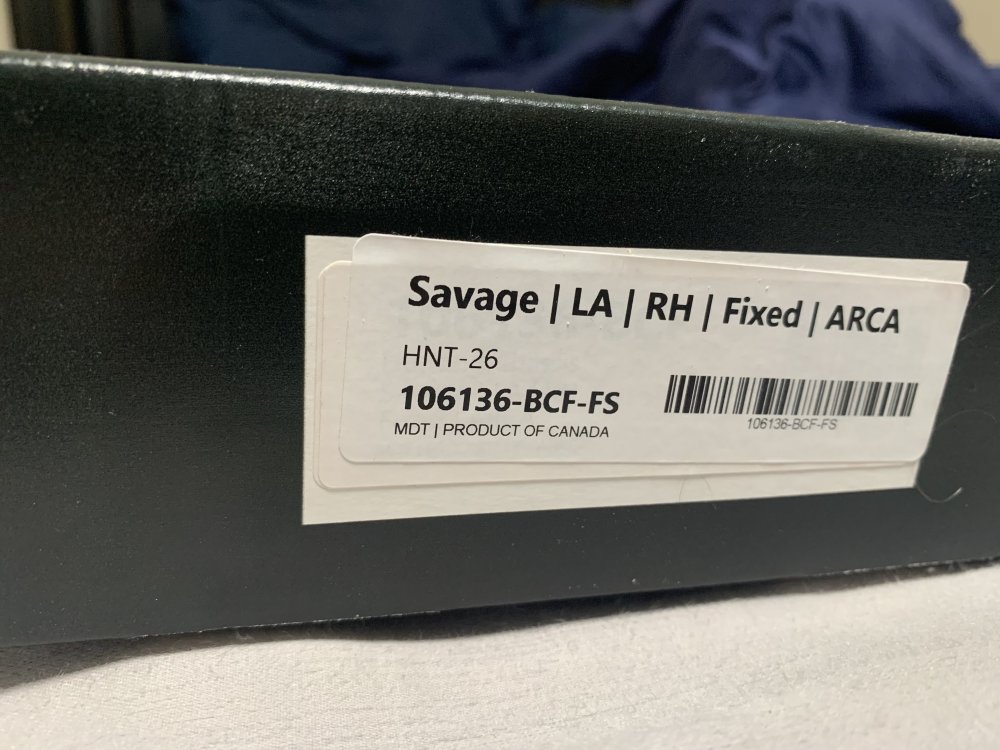 Savage | LA | RH | Fixed | ARCA
HNT-26
106136-BCF-FS
106136-BCF-FS
MDT | PRODUCT OF CANADA